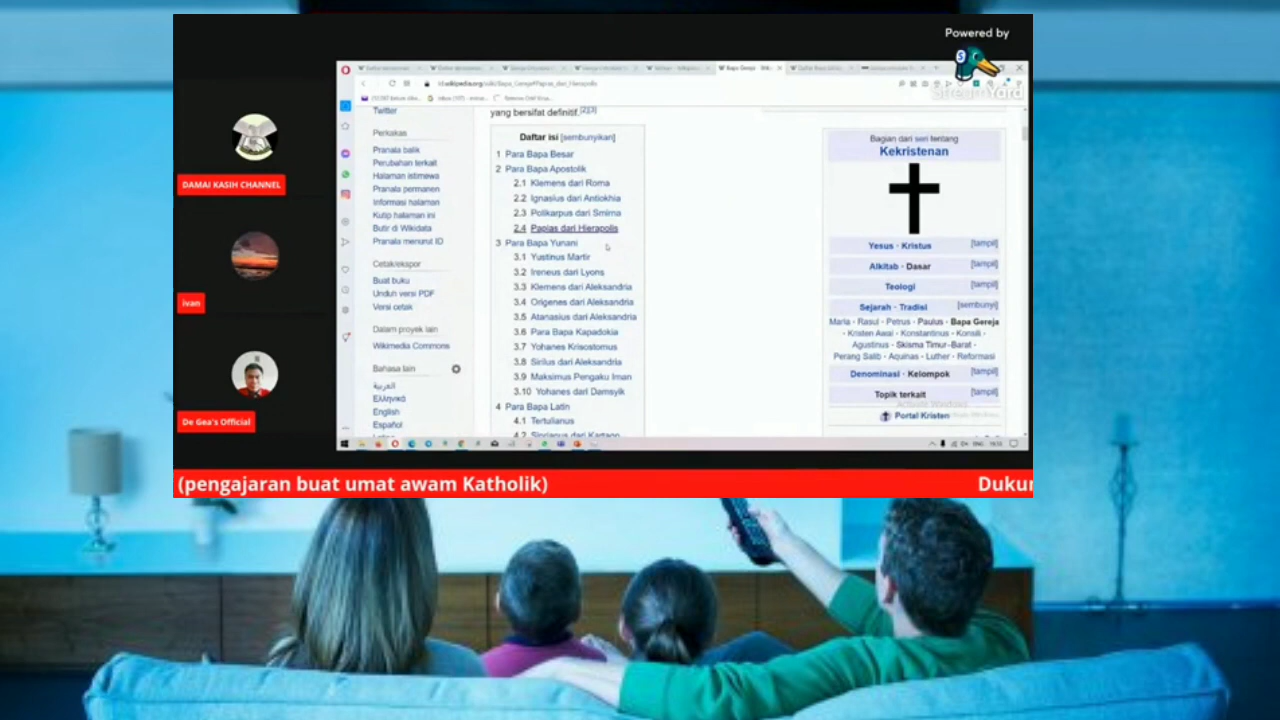 Powered by
StreamYard
DAMAI KASIH CHANNEL
ivan
De Gea's Official
Twitter
Perkakas
Pranala balik
Perubahan terkait
Halaman istimewa
Pranala permanen
Informasi halaman
Kutip halaman ini
Butir di Wikidata
Pranala menurut ID
Cetak/ekspor
Buat buku
Unduh versi PDF
Versi cetak
Dalam proyek lain
Wikimedia Commons
Bahasa lain
العربية
Ελληνικά
English
Español
yang bersifat definitif.[2][3]
Daftar isi [sembunyikan]
1 Para Bapa Besar
2 Para Bapa Apostolik
2.1 Klemens dari Roma
2.2 Ignasius dari Antiokhia
2.3 Polikarpus dari Smirna
2.4 Papias dari Hierapolis
3 Para Bapa Yunani
3.1 Yustinus Martir
3.2 Ireneus dari Lyons
3.3 Klemens dari Aleksandria
3.4 Origenes dari Aleksandria
3.5 Atanasius dari Aleksandria
3.6 Para Bapa Kapadokia
3.7 Yohanes Krisostomus
3.8 Sirilus dari Aleksandria
3.9 Maksimus Pengaku Iman
3.10 Yohanes dari Damsyik
4 Para Bapa Latin
4.1 Tertulianus
4.2 Siprianus dari Kartago
Bagian dari seri tentang
Kekristenan
Yesus · Kristus [tampil]
Alkitab · Dasar [tampil]
Teologi [tampil]
Sejarah · Tradisi [sembunyi]
Maria · Rasul · Petrus · Paulus · Bapa Gereja
· Kristen Awal · Konstantinus · Konsili ·
Agustinus · Skisma Timur-Barat ·
Perang Salib · Aquinas · Luther · Reformasi
Denominasi · Kelompok [tampil]
Topik terkait [tampil]
Portal Kristen
(pengajaran buat umat awam Katholik)
Dukur